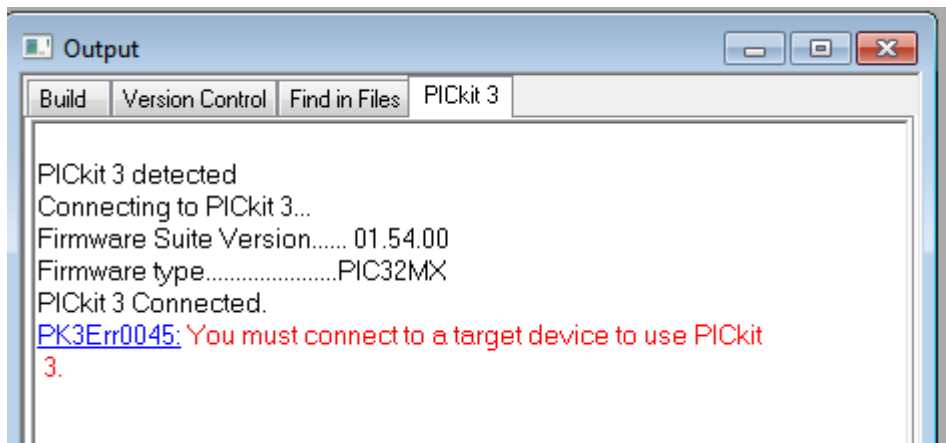 Output
Build Version Control Find in Files PICkit 3
PICkit 3 detected
Connecting to PICkit 3...
Firmware Suite Version...... 01.54.00
Firmware type......................PIC32MX
PICkit 3 Connected.
PK3Err0045: You must connect to a target device to use PICkit
3.